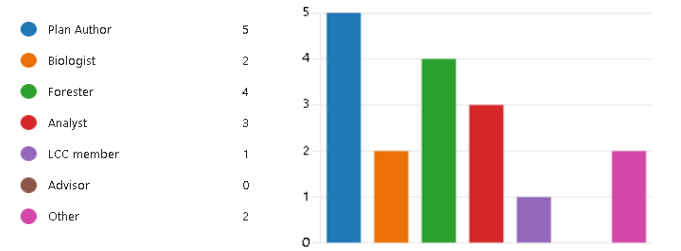 Plan Author 5
Biologist 2
Forester 4
Analyst 3
LCC member 1
Advisor 0
Other 2
5
4
3
2
1
0